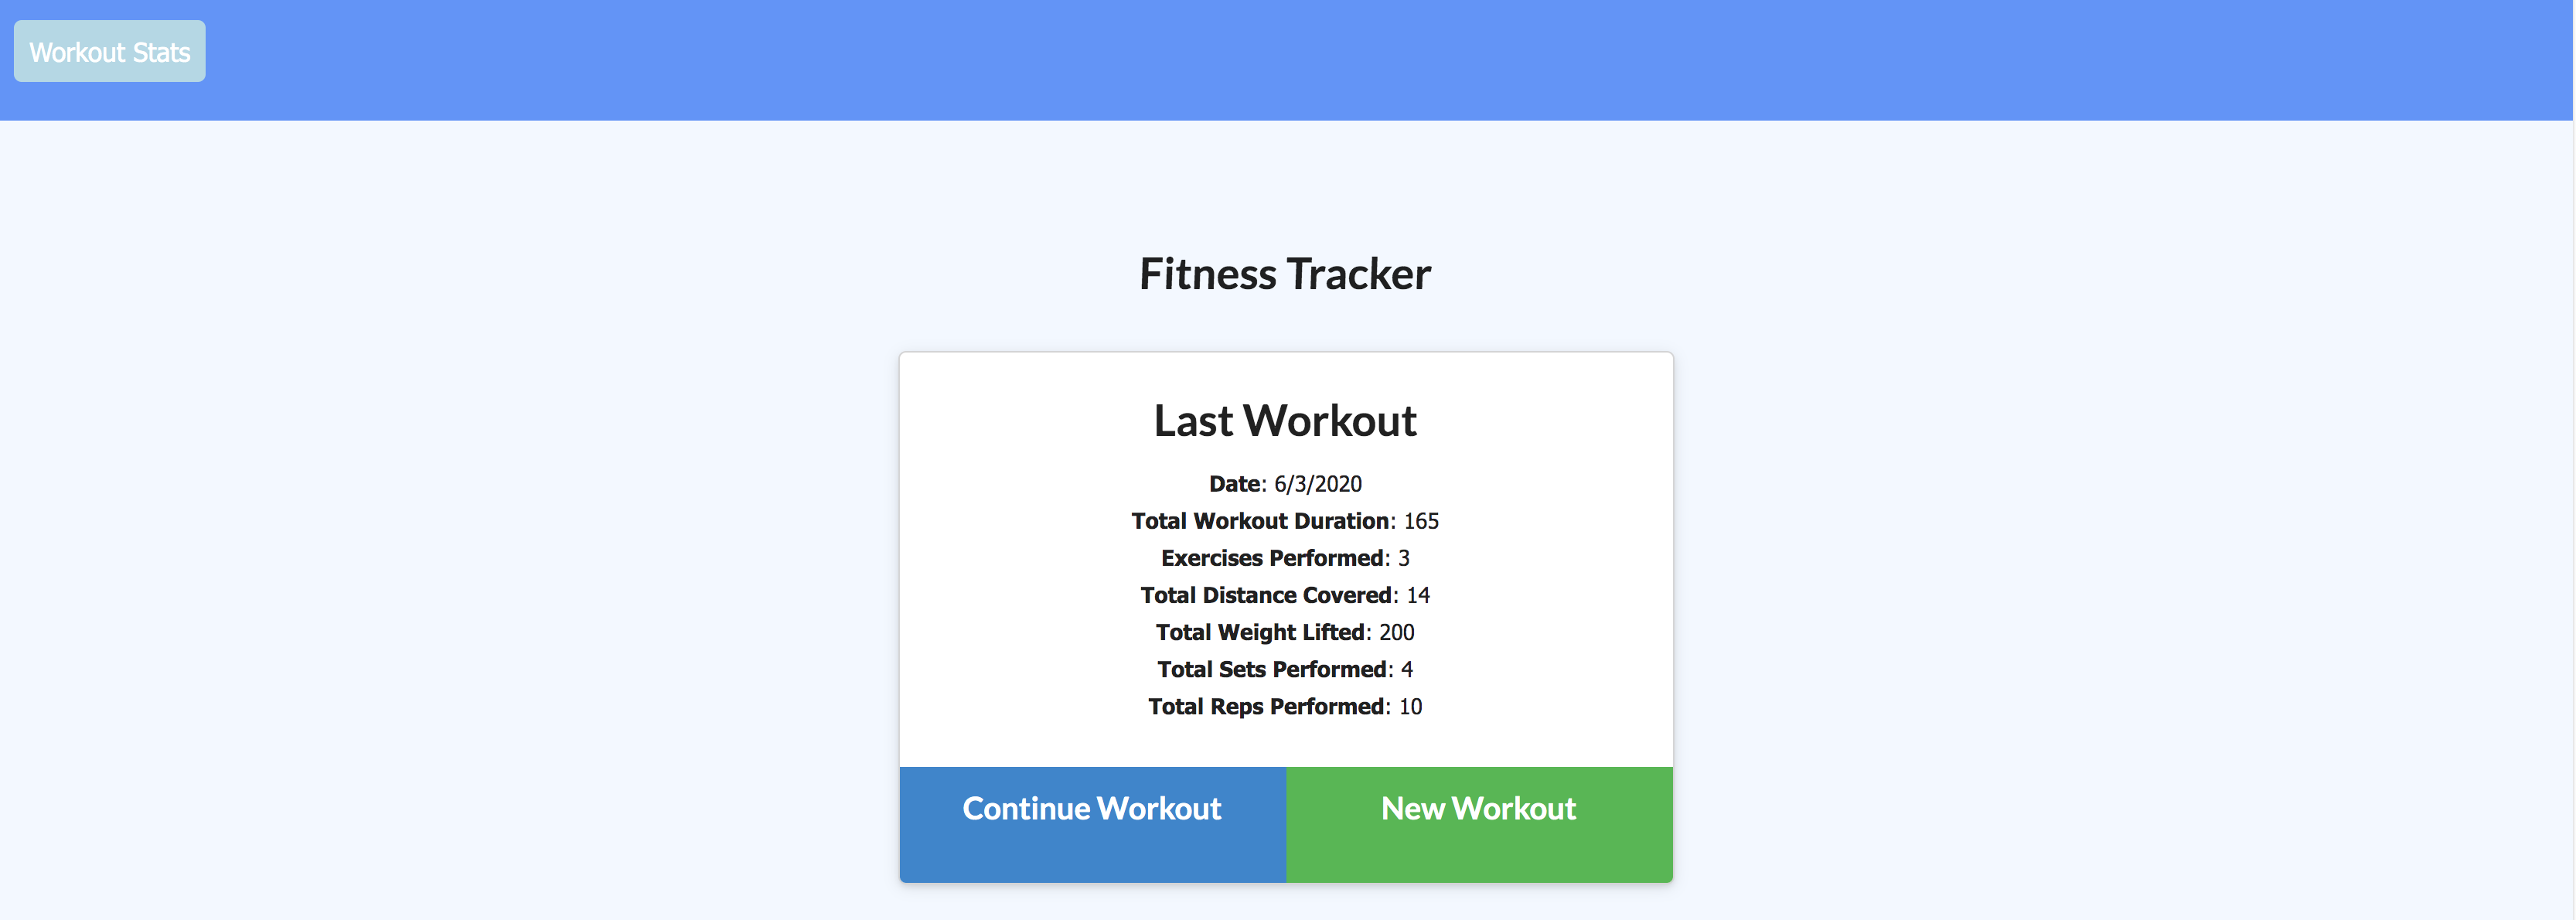 Workout Stats
Fitness Tracker
Last Workout
Date: 6/3/2020
Total Workout Duration: 165
Exercises Performed: 3
Total Distance Covered: 14
Total Weight Lifted: 200
Total Sets Performed: 4
Total Reps Performed: 10
Continue Workout
New Workout